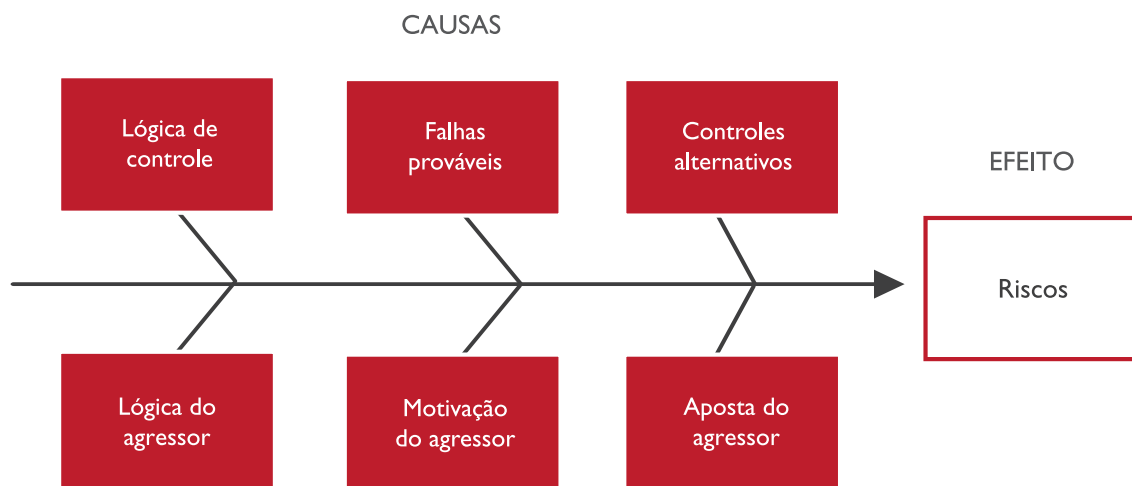 CAUSAS
Lógica de
controle
Falhas
prováveis
Controles
alternativos
EFEITO
Riscos
Lógica do
agressor
Motivação
do agressor
Aposta do
agressor